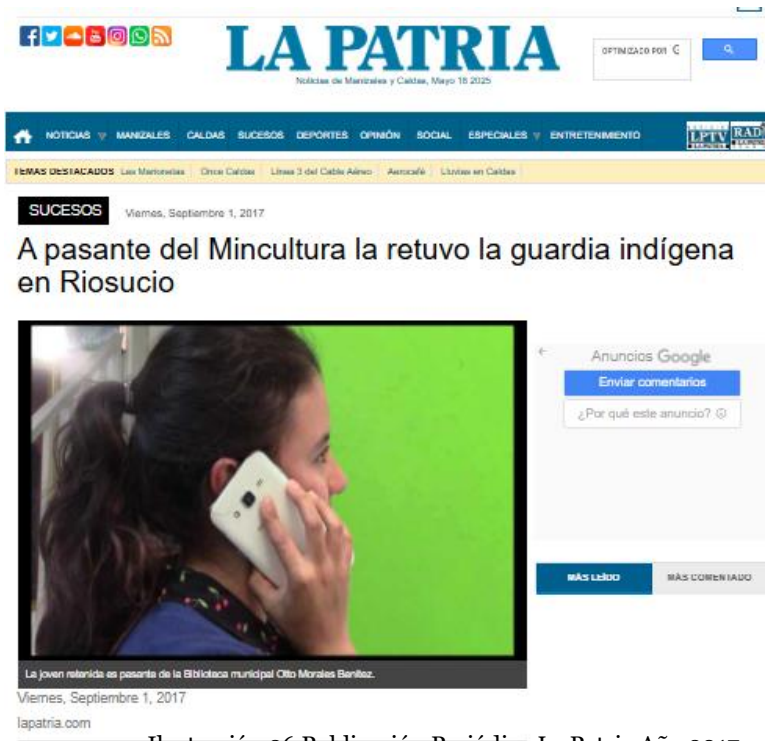 LA PATRIA
Noticias de Manizales y Caldas, Mayo 18 2025
OPTIMIZADO POR G
NOTICIAS MANIZALES CALDAS SUCESOS DEPORTES OPINIÓN SOCIAL ESPECIALES ENTRETENIMIENTO LPTV RAD
TEMAS DESTACADOS Las Marionetas Once Caldas Línea 3 del Cable Aéreo Aerocafé Lluvias en Caldas
SUCESOS Viernes, Septiembre 1, 2017
A pasante del Mincultura la retuvo la guardia indígena
en Riosucio
Anuncios Google
Enviar comentarios
¿Por qué este anuncio?
MÁS LEÍDO MÁS COMENTADO
La joven retenida es pasante de la Biblioteca municipal Otto Morales Benítez.
Viernes, Septiembre 1, 2017
lapatria.com